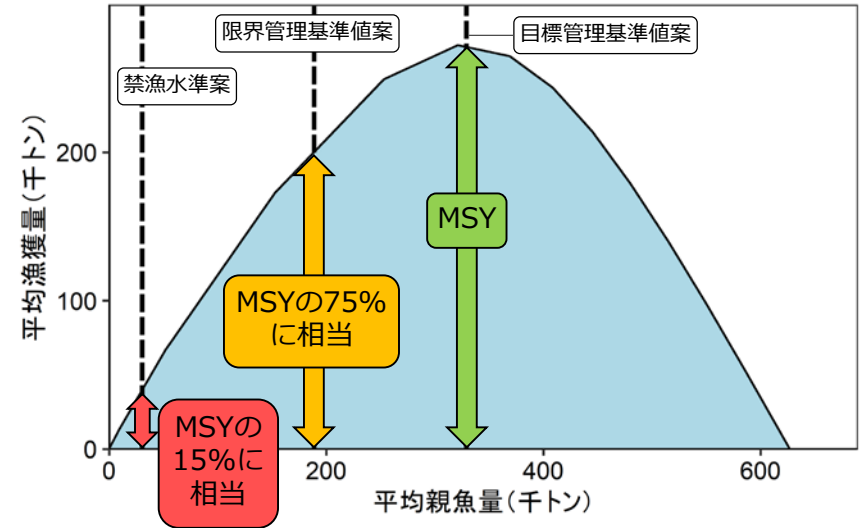 限界管理基準値案
目標管理基準値案
禁漁水準案
平均漁獲量(千トン)
200
100
0
MSY
MSYの75%
に相当
MSYの
15%に
相当
0
200
400
600
平均親魚量(千トン)